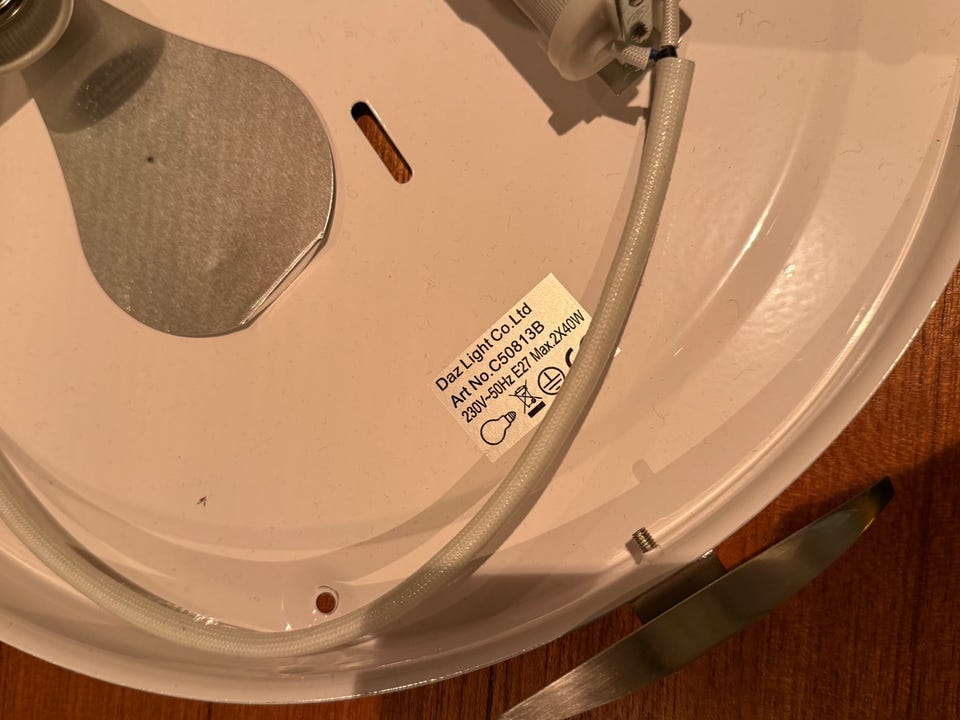 Daz Light Co.Ltd
Art No.C50813B
230V~50Hz E27 Max.2X40W